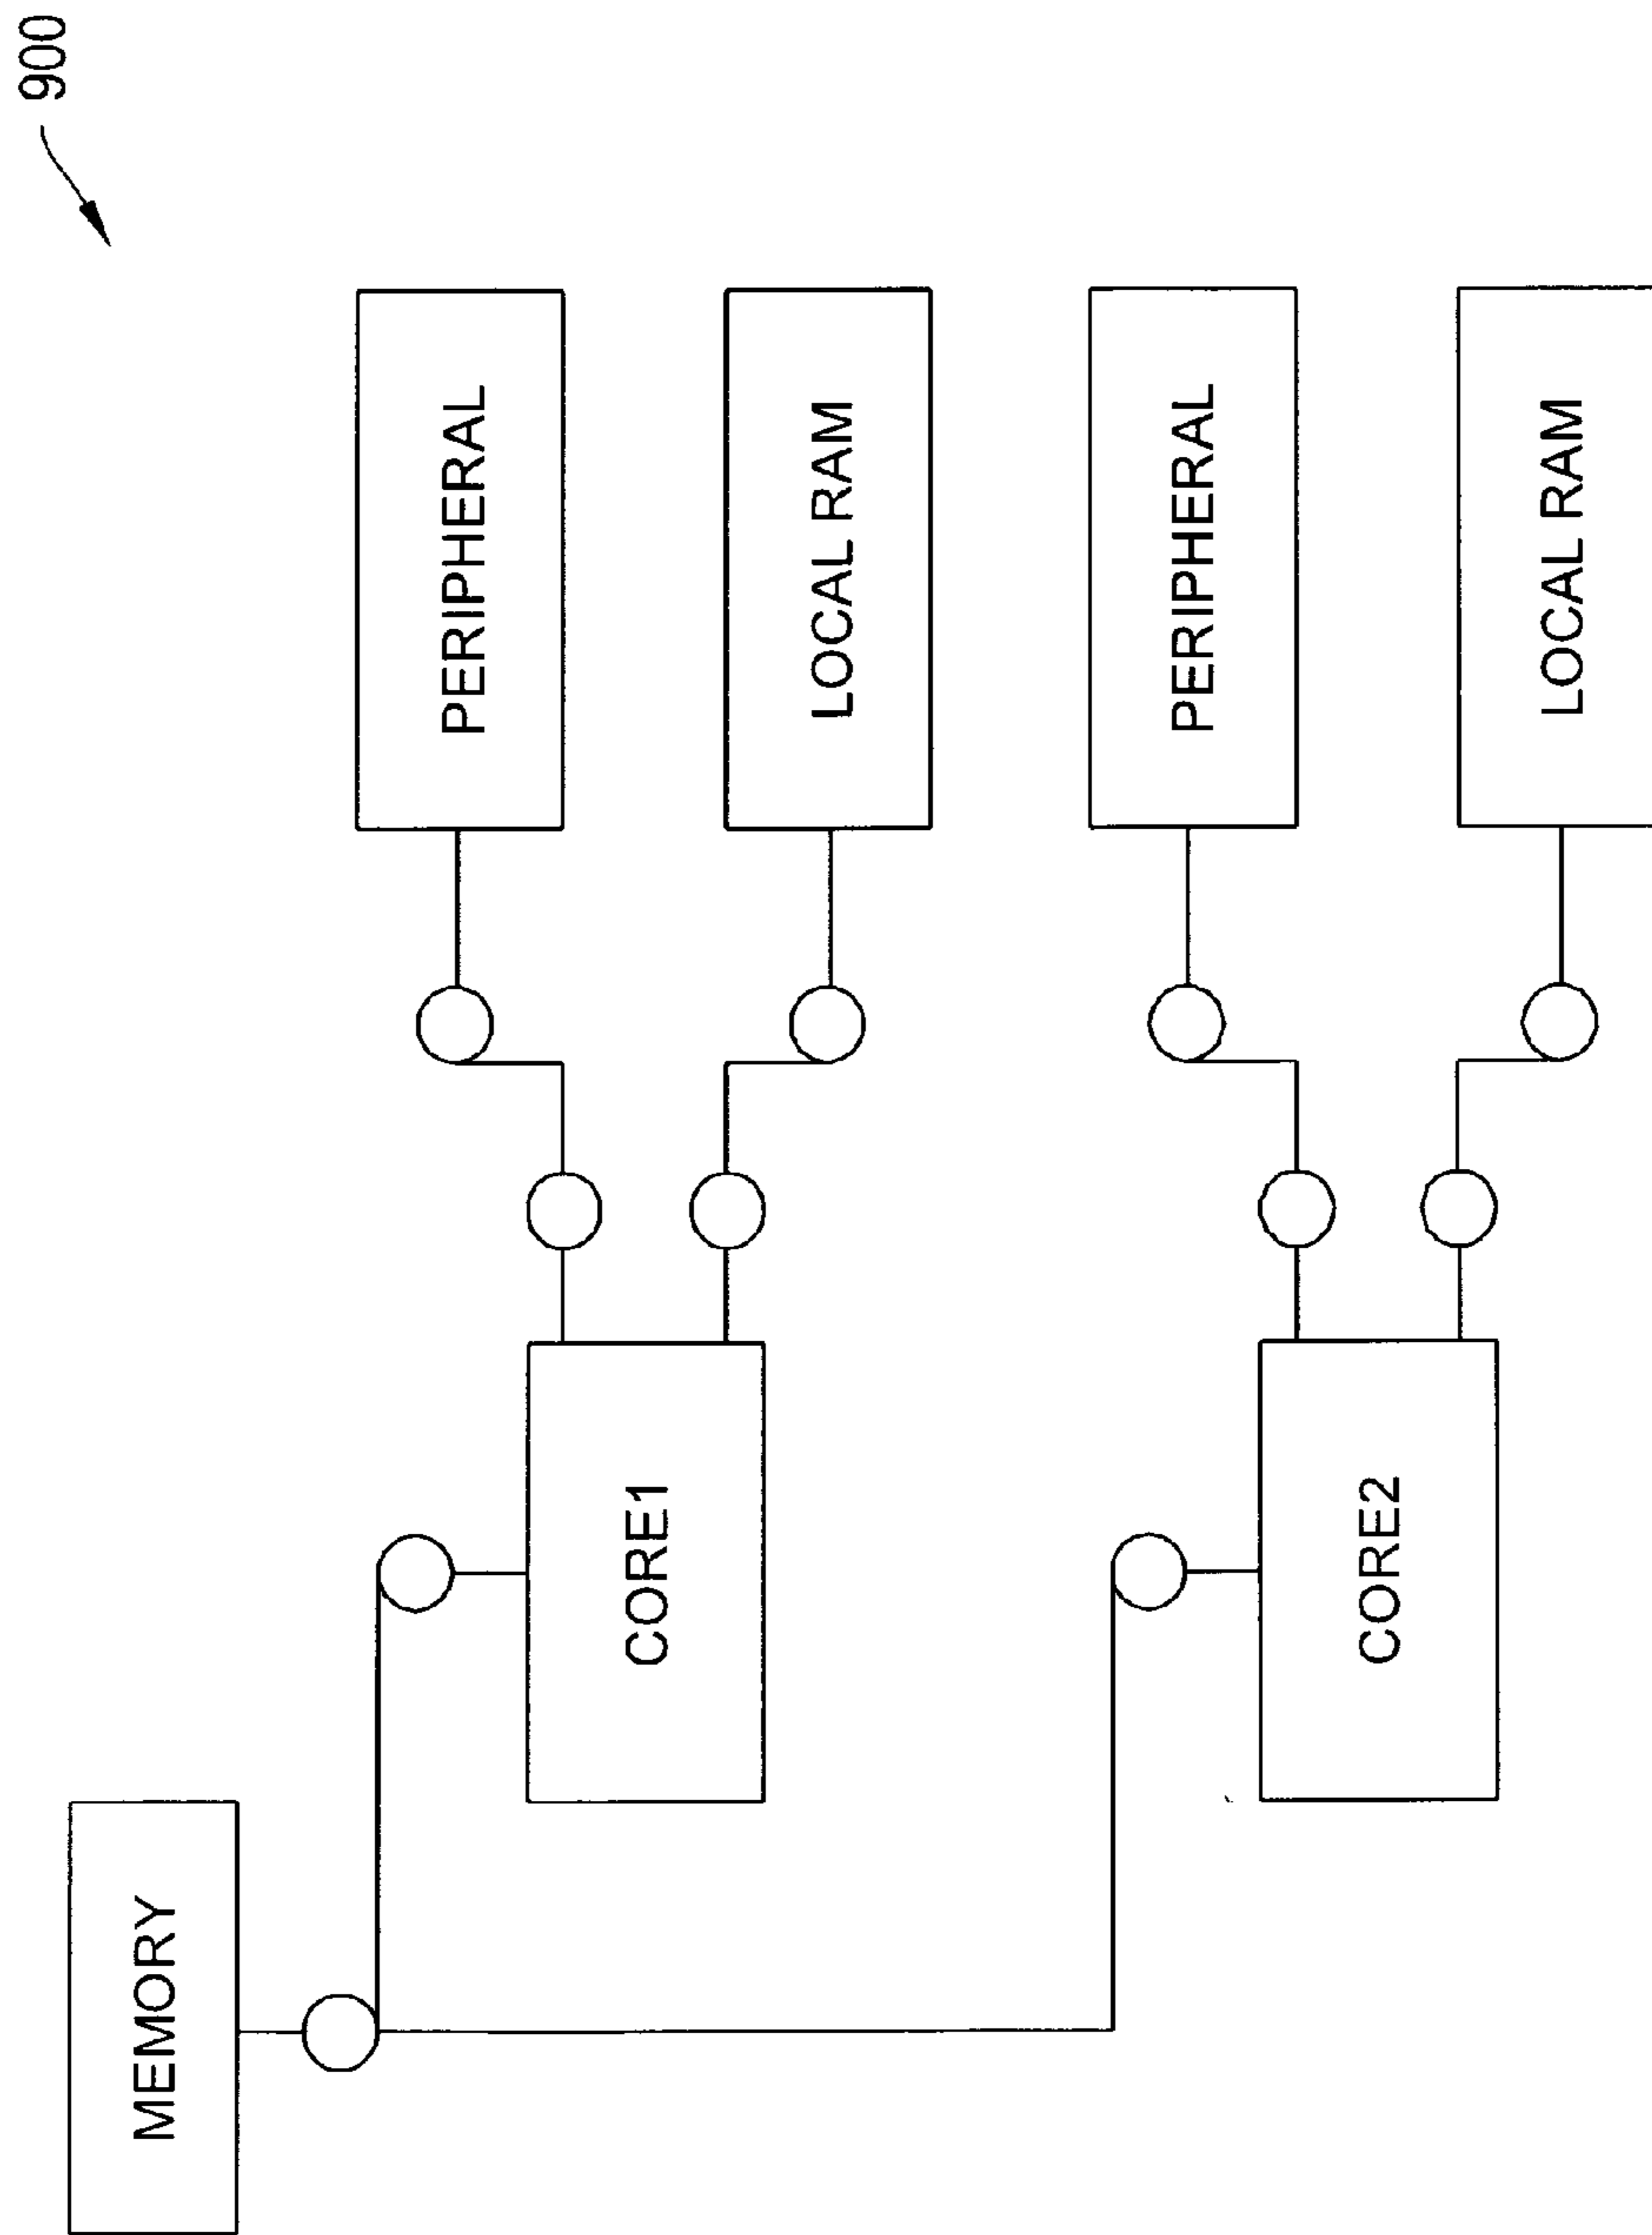 900
MEMORY
CORE1
CORE2
PERIPHERAL
LOCAL RAM
PERIPHERAL
LOCAL RAM